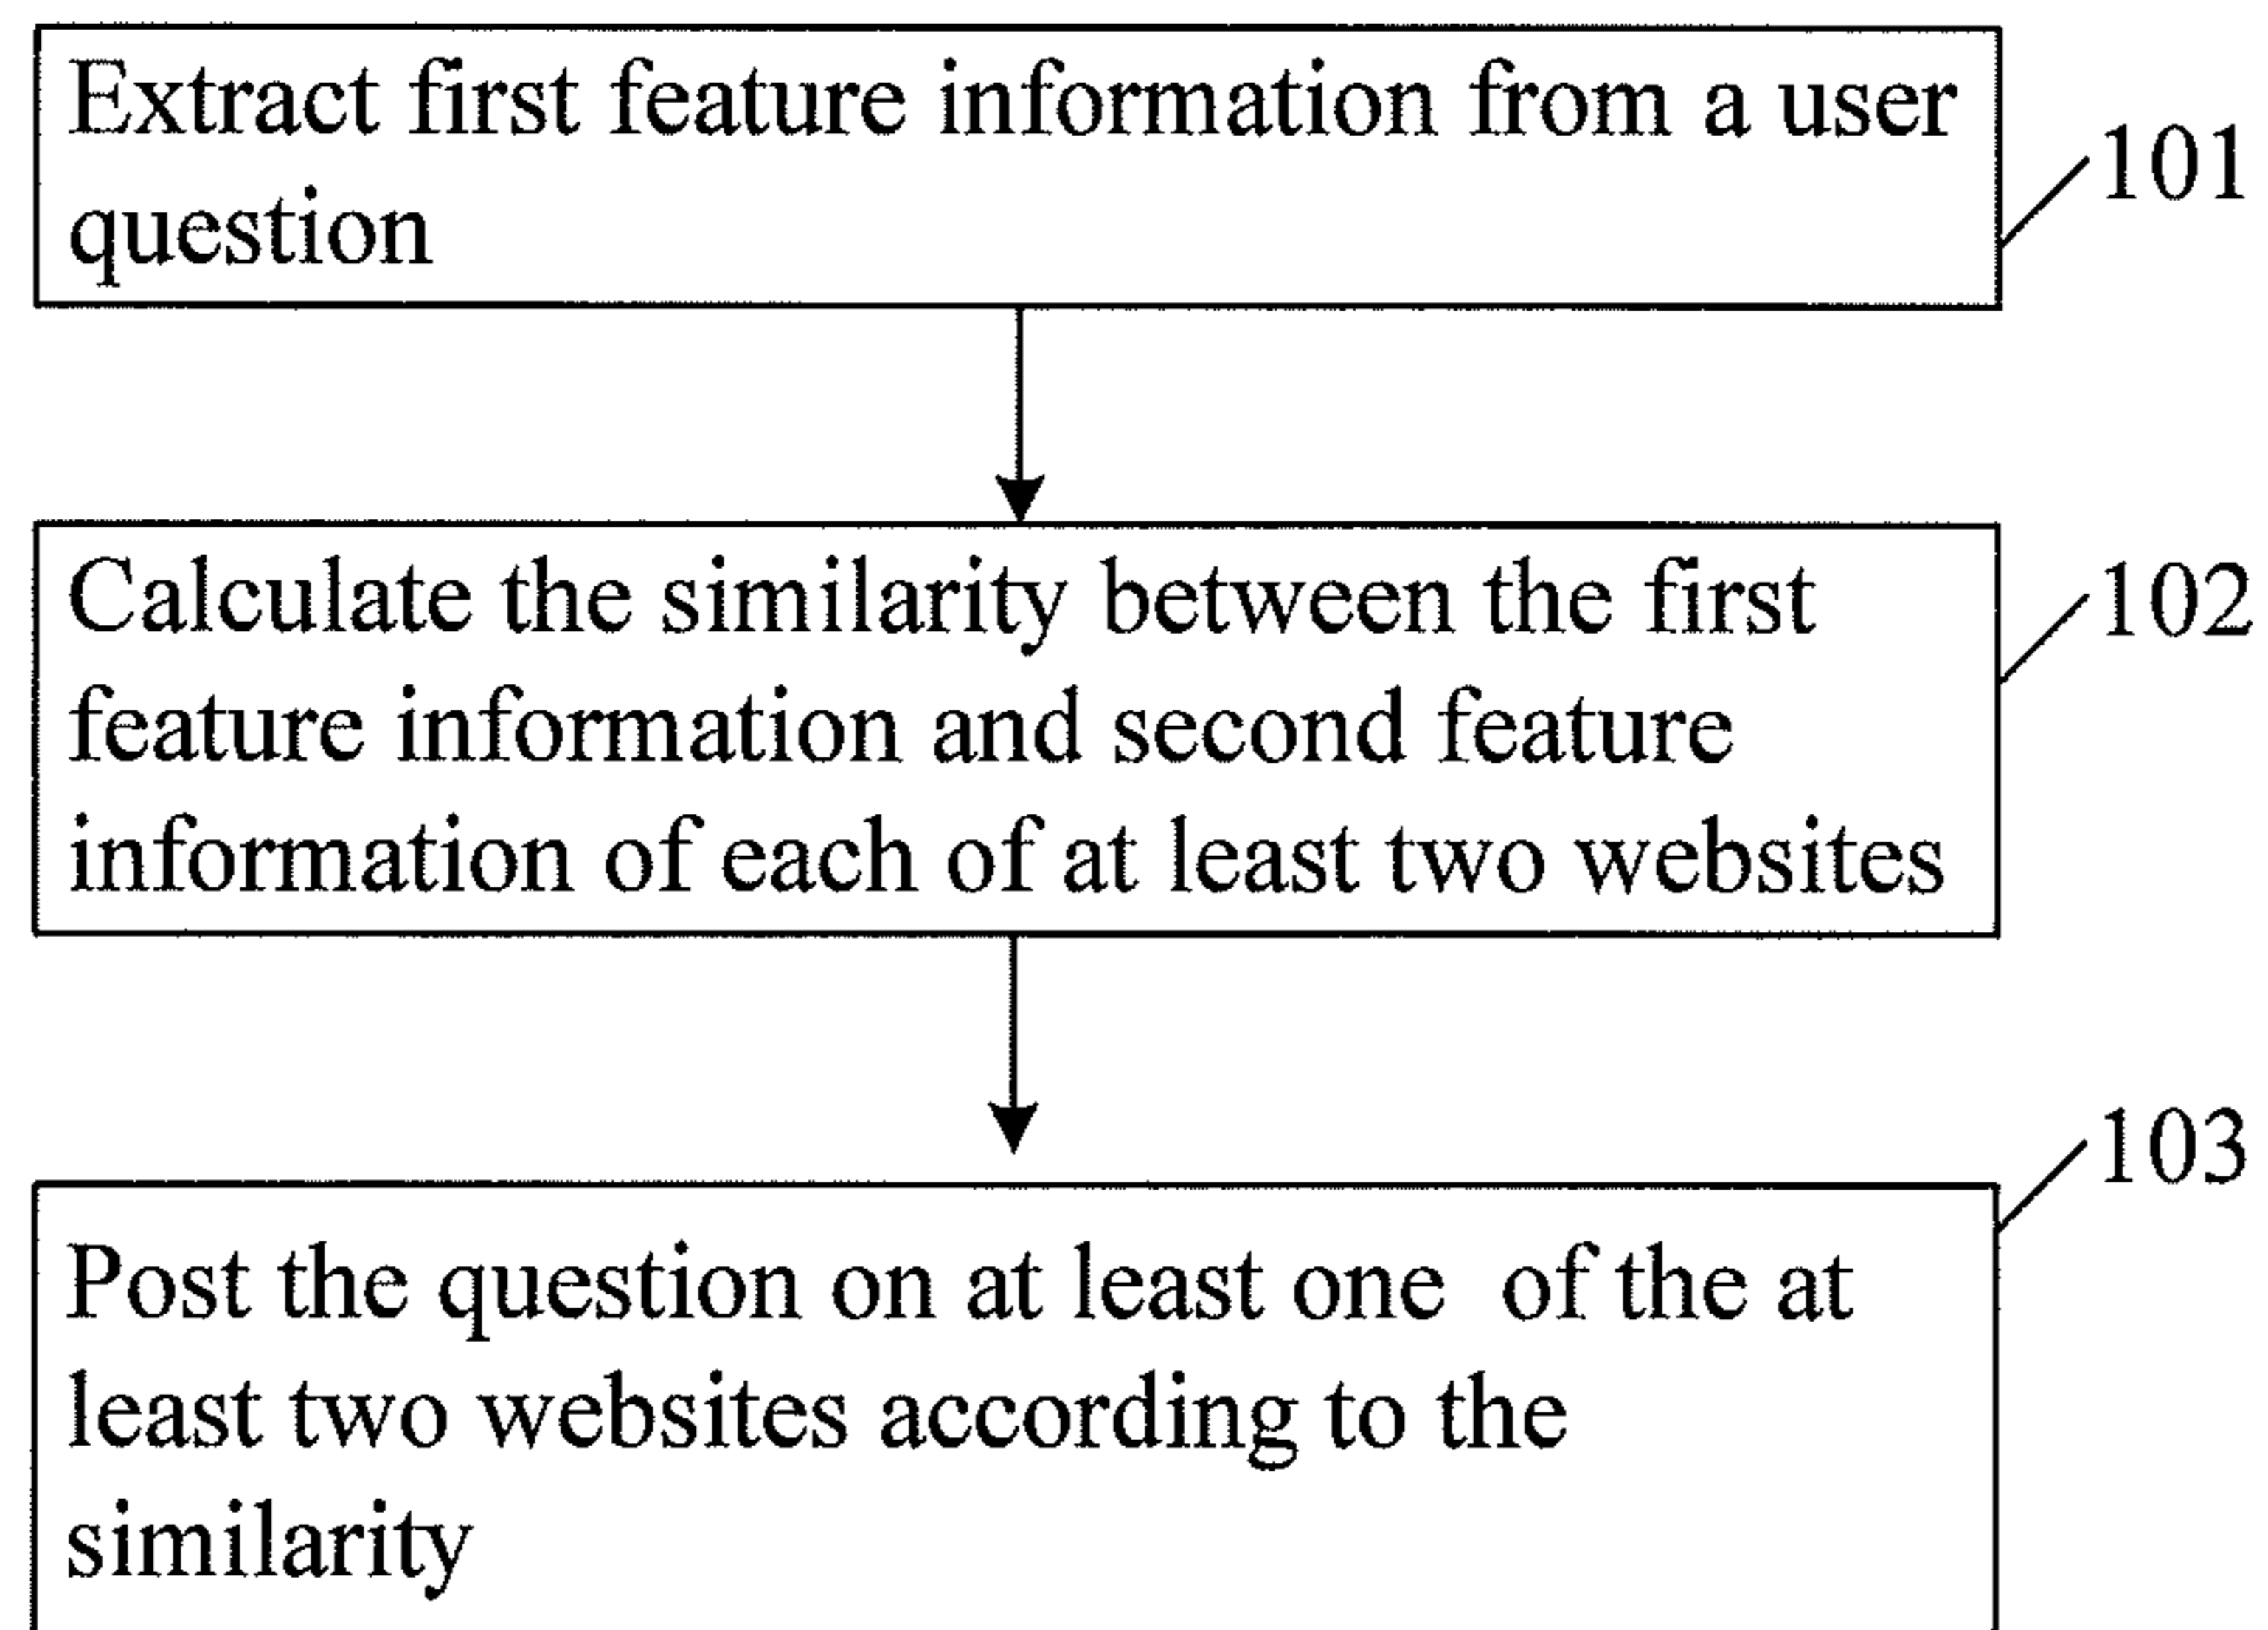 Extract first feature information from a user
question
101
Calculate the similarity between the first
feature information and second feature
information of each of at least two websites
102
Post the question on at least one of the at
least two websites according to the
similarity
103